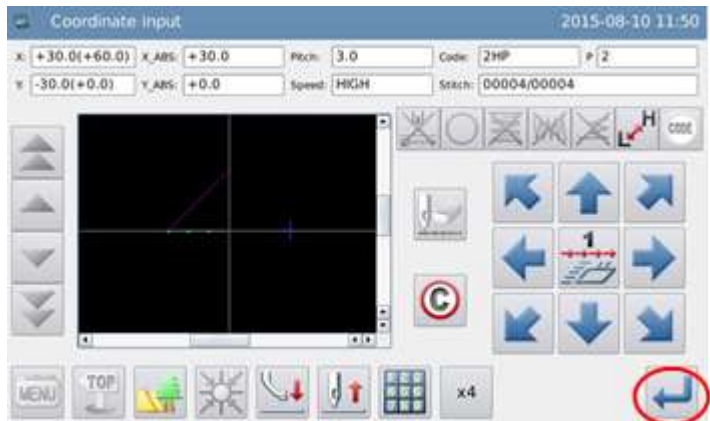 Coordinate input 2015-08-10 11:50
X: +30.0(+60.0) X_ABS: +30.0 Pitch: 3.0 Code: 2HP P 2
Y -30.0(+0.0) Y_ABS: +0.0 Speed: HIGH Stitch: 00004/00004
H CODE
1
C
MENU TOP x4